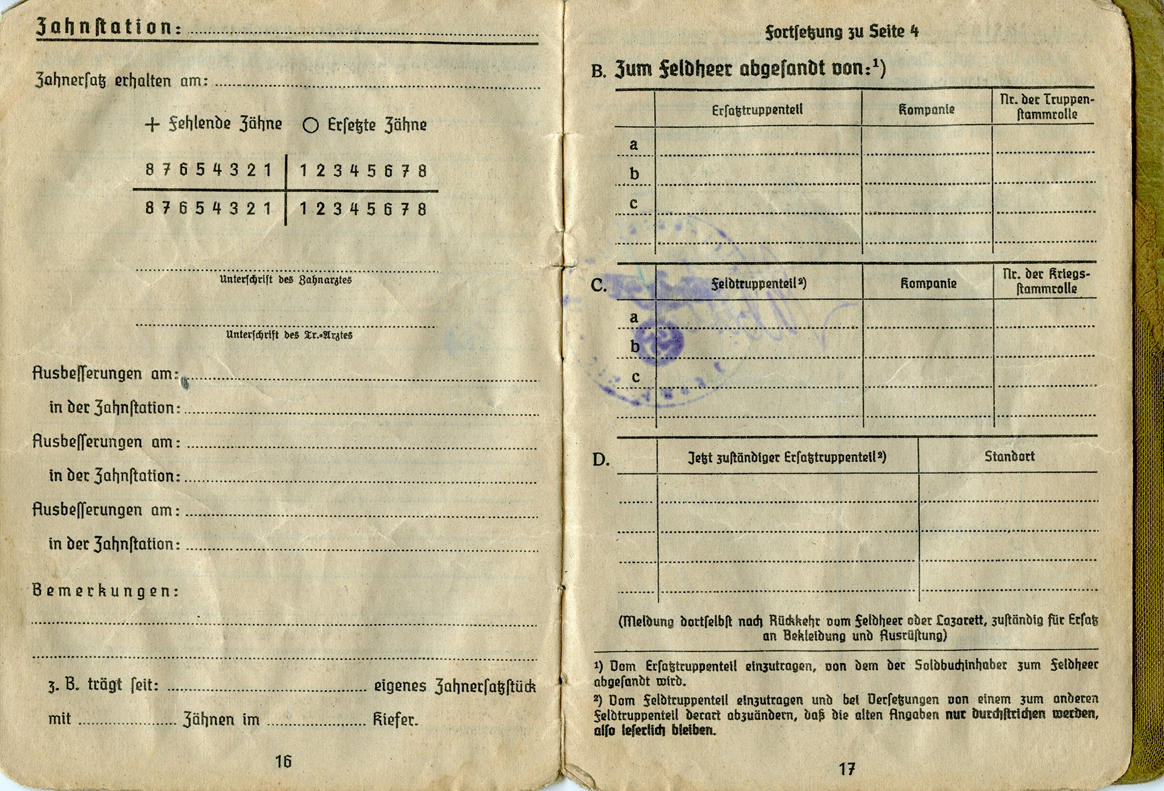 Zahnstation:
Zahnersatz erhalten am:
+ Fehlende Zähne ○ Ersetzte Zähne
8 7 6 5 4 3 2 1 | 1 2 3 4 5 6 7 8
8 7 6 5 4 3 2 1 | 1 2 3 4 5 6 7 8
Unterschrift des Zahnarztes
Unterschrift des Tr.-Arztes
Ausbesserungen am:
in der Zahnstation:
Ausbesserungen am:
in der Zahnstation:
Ausbesserungen am:
in der Zahnstation:
Bemerkungen:
z. B. trägt seit: eigenes Zahnersatzstück
mit Zähnen im Kiefer.
16
Fortsetzung zu Seite 4
B. Zum Feldheer abgesandt von:¹)
Ersatztruppenteil Kompanie Nr. der Truppen-
stammrolle
a
b
c
C. Feldtruppenteil²) Kompanie Nr. der Kriegs-
stammrolle
a
b
c
D. Jetzt zuständiger Ersatztruppenteil²) Standort
(Meldung dortselbst nach Rückkehr vom Feldheer oder Lazarett, zuständig für Ersatz
an Bekleidung und Ausrüstung)
¹) Vom Ersatztruppenteil einzutragen, von dem der Soldbuchinhaber zum Feldheer
abgesandt wird.
²) Vom Feldtruppenteil einzutragen und bei Versetzungen von einem zum anderen
Feldtruppenteil derart abzuändern, daß die alten Angaben nur durchstrichen werden,
also leserlich bleiben.
17